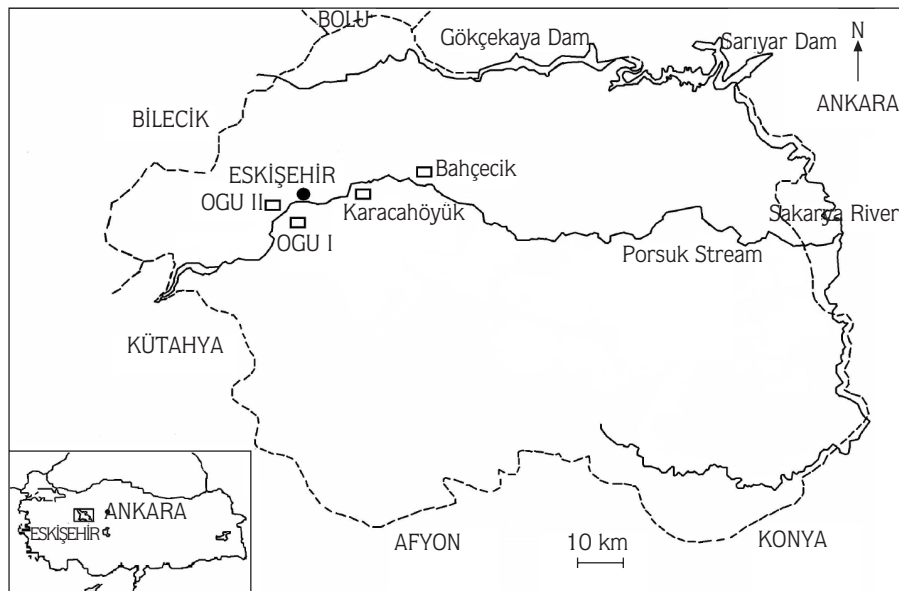 BOLU
Gökçekaya Dam
Sarıyar Dam
N
ANKARA
BİLECİK
ESKİŞEHİR
Bahçecik
OGU II
Karacahöyük
Sakarya River
OGU I
Porsuk Stream
KÜTAHYA
ANKARA
ESKİŞEHİR
AFYON
10 km
KONYA